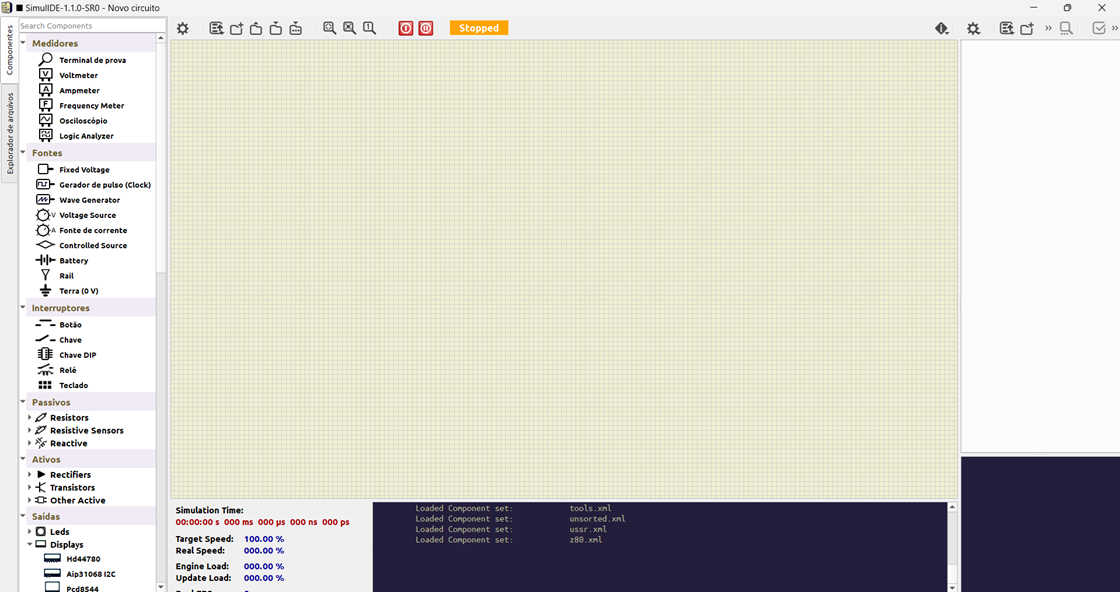 SimulIDE-1.1.0-SR0 - Novo circuito
Componentes
Explorador de arquivos
Search Components
Medidores
Terminal de prova
Voltmeter
Ampmeter
Frequency Meter
Osciloscópio
Logic Analyzer
Fontes
Fixed Voltage
Gerador de pulso (Clock)
Wave Generator
Voltage Source
Fonte de corrente
Controlled Source
Battery
Rail
Terra (0 V)
Interruptores
Botão
Chave
Chave DIP
Relé
Teclado
Passivos
Resistors
Resistive Sensors
Reactive
Ativos
Rectifiers
Transistors
Other Active
Saídas
Leds
Displays
Hd44780
Aip31068 I2C
Pcd8544
Stopped
Simulation Time:
00:00:00 s 000 ms 000 µs 000 ns 000 ps
Target Speed: 100.00 %
Real Speed: 000.00 %
Engine Load: 000.00 %
Update Load: 000.00 %
Loaded Component set: tools.xml
Loaded Component set: unsorted.xml
Loaded Component set: ussr.xml
Loaded Component set: z80.xml